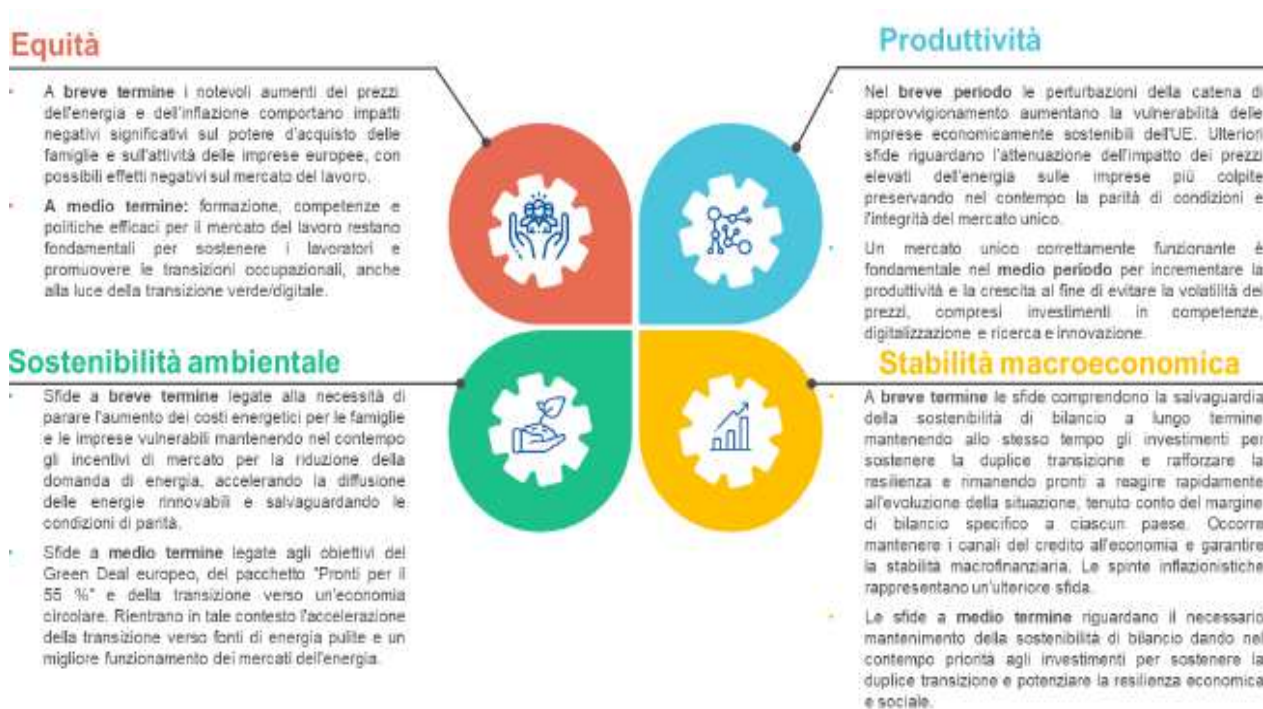 Equità
A breve termine i notevoli aumenti dei prezzi
dell'energia e dell'inflazione comportano impatti
negativi significativi sul potere d'acquisto delle
famiglie e sull'attività delle imprese europee, con
possibili effetti negativi sul mercato del lavoro.
A medio termine: formazione, competenze e
politiche efficaci per il mercato del lavoro restano
fondamentali per sostenere i lavoratori e
promuovere le transizioni occupazionali, anche
alla luce della transizione verde/digitale.
Produttività
Nel breve periodo le perturbazioni della catena di
approvvigionamento aumentano la vulnerabilità delle
imprese economicamente sostenibili dell'UE. Ulteriori
sfide riguardano l'attenuazione dell'impatto dei prezzi
elevati dell'energia sulle imprese più colpite
preservando nel contempo la parità di condizioni e
l'integrità del mercato unico.
Un mercato unico correttamente funzionante è
fondamentale nel medio periodo per incrementare la
produttività e la crescita al fine di evitare la volatilità dei
prezzi, compresi investimenti in competenze,
digitalizzazione e ricerca e innovazione.
Sostenibilità ambientale
Sfide a breve termine legate alla necessità di
parare l'aumento dei costi energetici per le famiglie
e le imprese vulnerabili mantenendo nel contempo
gli incentivi di mercato per la riduzione della
domanda di energia, accelerando la diffusione
delle energie rinnovabili e salvaguardando le
condizioni di parità.
Sfide a medio termine legate agli obiettivi del
Green Deal europeo, del pacchetto "Pronti per il
55 %" e della transizione verso un'economia
circolare. Rientrano in tale contesto l'accelerazione
della transizione verso fonti di energia pulite e un
migliore funzionamento dei mercati dell'energia.
Stabilità macroeconomica
A breve termine le sfide comprendono la salvaguardia
della sostenibilità di bilancio a lungo termine
mantenendo allo stesso tempo gli investimenti per
sostenere la duplice transizione e rafforzare la
resilienza e rimanendo pronti a reagire rapidamente
all'evoluzione della situazione, tenuto conto del margine
di bilancio specifico a ciascun paese. Occorre
mantenere i canali del credito all'economia e garantire
la stabilità macrofinanziaria. Le spinte inflazionistiche
rappresentano un'ulteriore sfida.
Le sfide a medio termine riguardano il necessario
mantenimento della sostenibilità di bilancio dando nel
contempo priorità agli investimenti per sostenere la
duplice transizione e potenziare la resilienza economica
e sociale.